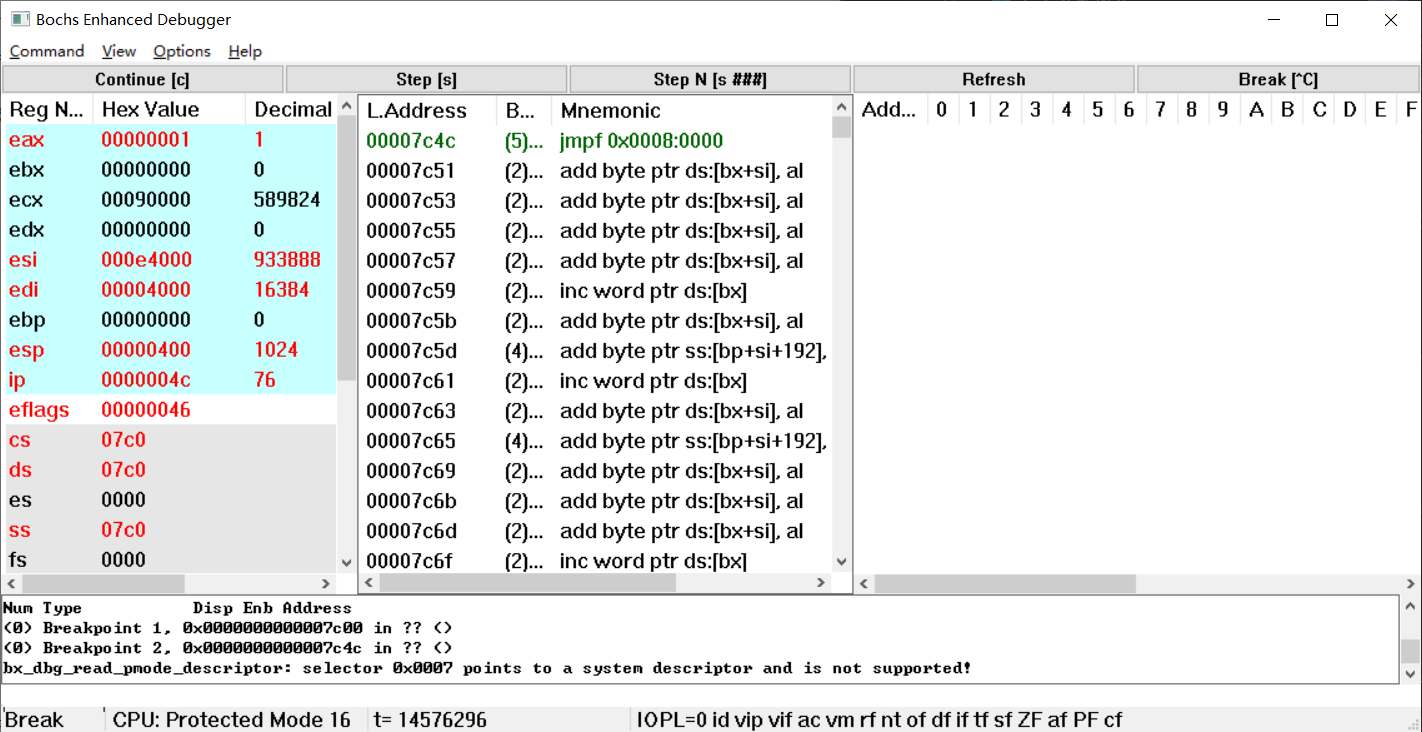 Bochs Enhanced Debugger
Command View Options Help
Continue [c] Step [s] Step N [s ###] Refresh Break [^C]
Reg N... Hex Value Decimal L.Address B... Mnemonic Add... 0 1 2 3 4 5 6 7 8 9 A B C D E F
eax 00000001 1 00007c4c (5)... jmpf 0x0008:0000
ebx 00000000 0 00007c51 (2)... add byte ptr ds:[bx+si], al
ecx 00090000 589824 00007c53 (2)... add byte ptr ds:[bx+si], al
edx 00000000 0 00007c55 (2)... add byte ptr ds:[bx+si], al
esi 000e4000 933888 00007c57 (2)... add byte ptr ds:[bx+si], al
edi 00004000 16384 00007c59 (2)... inc word ptr ds:[bx]
ebp 00000000 0 00007c5b (2)... add byte ptr ds:[bx+si], al
esp 00000400 1024 00007c5d (4)... add byte ptr ss:[bp+si+192],
ip 0000004c 76 00007c61 (2)... inc word ptr ds:[bx]
eflags 00000046 00007c63 (2)... add byte ptr ds:[bx+si], al
cs 07c0 00007c65 (4)... add byte ptr ss:[bp+si+192],
ds 07c0 00007c69 (2)... add byte ptr ds:[bx+si], al
es 0000 00007c6b (2)... add byte ptr ds:[bx+si], al
ss 07c0 00007c6d (2)... add byte ptr ds:[bx+si], al
fs 0000 00007c6f (2)... inc word ptr ds:[bx]
Num Type Disp Enb Address
(0) Breakpoint 1, 0x0000000000007c00 in ?? ()
(0) Breakpoint 2, 0x0000000000007c4c in ?? ()
bx_dbg_read_pmode_descriptor: selector 0x0007 points to a system descriptor and is not supported!
Break CPU: Protected Mode 16 t= 14576296 IOPL=0 id vip vif ac vm rf nt of df if tf sf ZF af PF cf